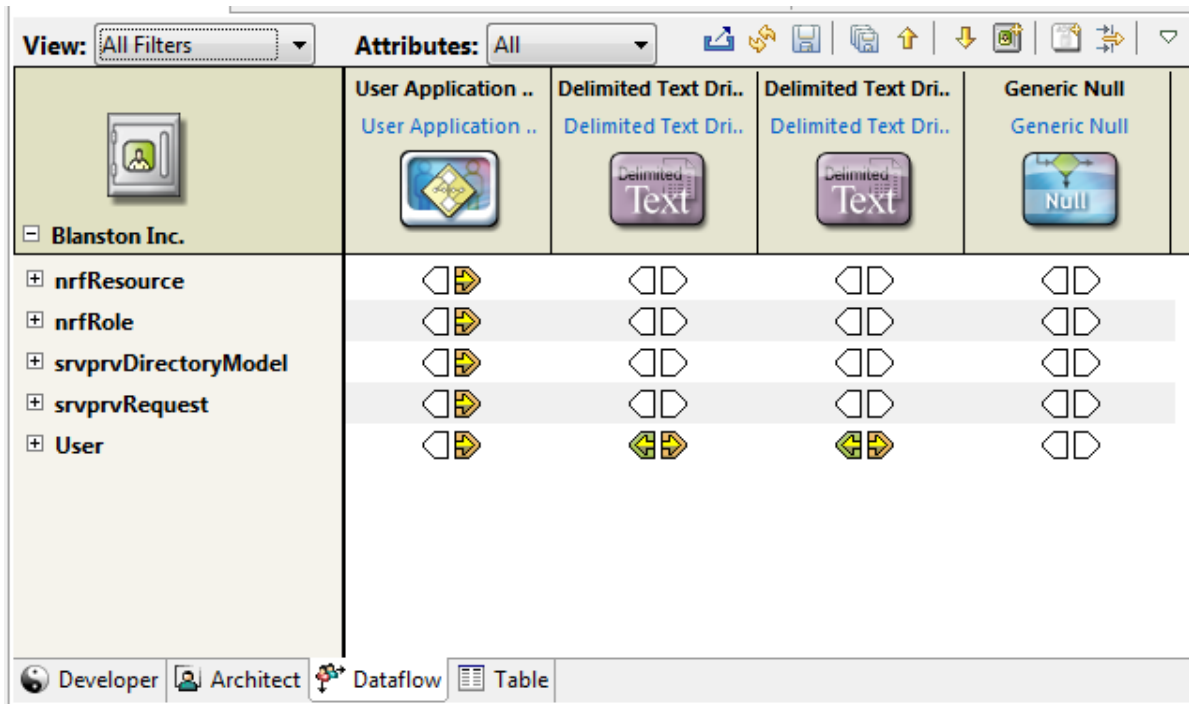 View: All Filters Attributes: All
User Application .. Delimited Text Dri.. Delimited Text Dri.. Generic Null
User Application .. Delimited Text Dri.. Delimited Text Dri.. Generic Null
Delimited Delimited
Text Text Null
Blanston Inc.
nrfResource
nrfRole
srvprvDirectoryModel
srvprvRequest
User
Developer Architect Dataflow Table